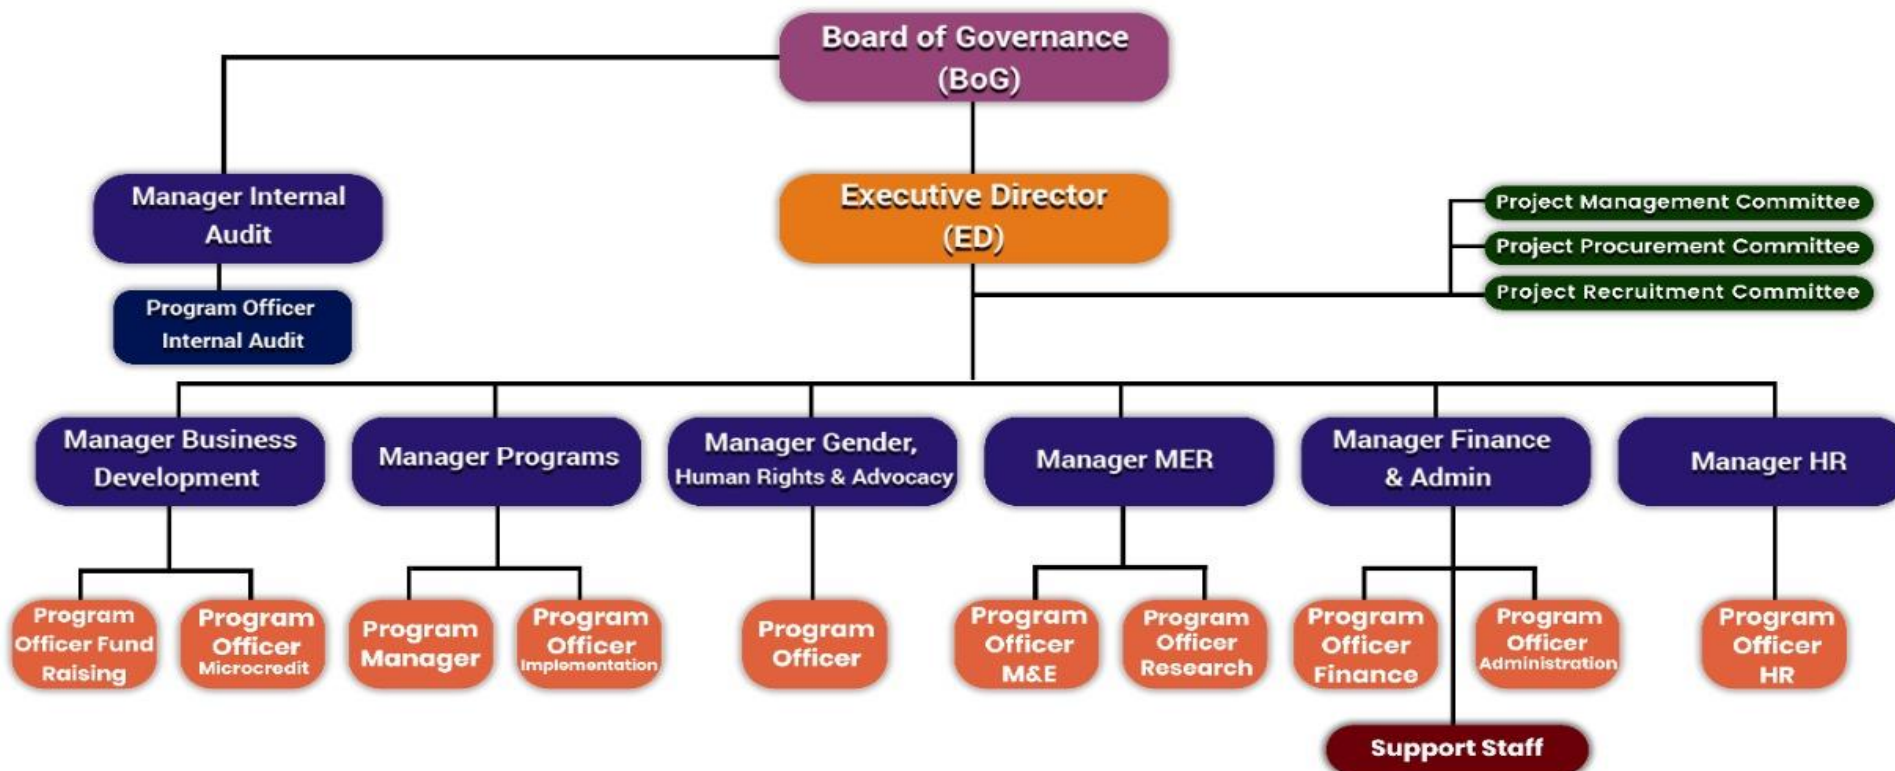 Board of Governance
(BoG)
Manager Internal
Audit
Executive Director
(ED)
Project Management Committee
Project Procurement Committee
Project Recruitment Committee
Program Officer
Internal Audit
Manager Business
Development
Manager Programs
Manager Gender,
Human Rights & Advocacy
Manager MER
Manager Finance
& Admin
Manager HR
Program
Officer Fund
Raising
Program
Officer
Microcredit
Program
Manager
Program
Officer
Implementation
Program
Officer
Program
Officer
M&E
Program
Officer
Research
Program
Officer
Finance
Program
Officer
Administration
Program
Officer
HR
Support Staff